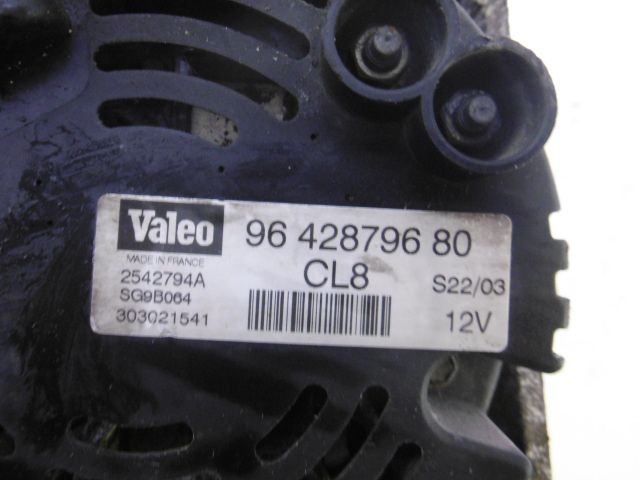 Valeo 96 428796 80
MADE IN FRANCE
2542794A CL8 S22/03
SG9B064
303021541 12V